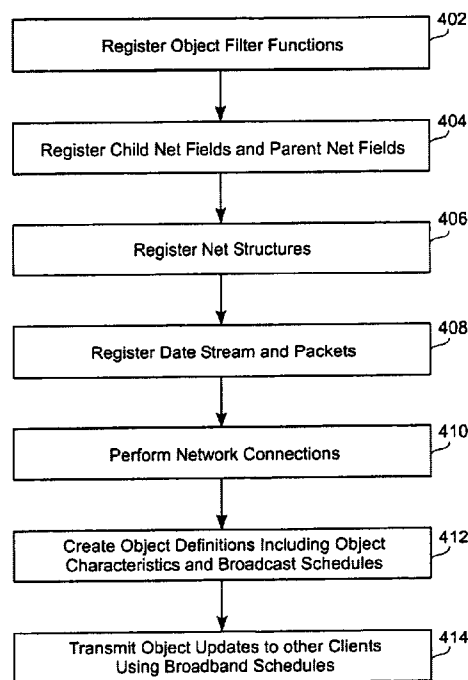 402
Register Object Filter Functions
404
Register Child Net Fields and Parent Net Fields
406
Register Net Structures
408
Register Date Stream and Packets
410
Perform Network Connections
412
Create Object Definitions Including Object
Characteristics and Broadcast Schedules
Transmit Object Updates to other Clients
Using Broadband Schedules
414